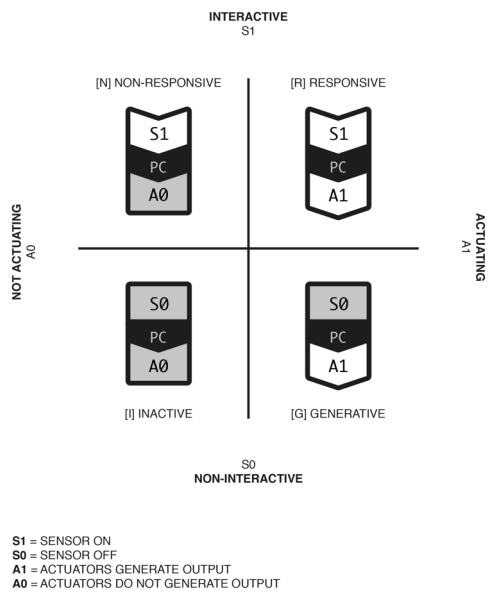 INTERACTIVE
S1
[N] NON-RESPONSIVE
[R] RESPONSIVE
S1
PC
A0
S1
PC
A1
NOT ACTUATING
A0
ACTUATING
A1
S0
PC
A0
S0
PC
A1
[I] INACTIVE
[G] GENERATIVE
S0
NON-INTERACTIVE
S1 = SENSOR ON
S0 = SENSOR OFF
A1 = ACTUATORS GENERATE OUTPUT
A0 = ACTUATORS DO NOT GENERATE OUTPUT